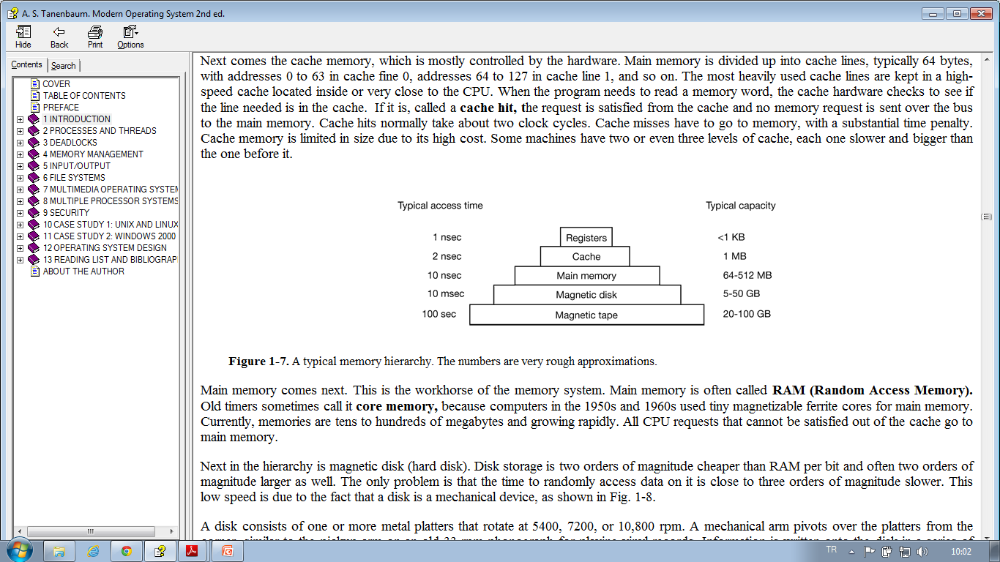 A. S. Tanenbaum. Modern Operating System 2nd ed.
Hide Back Print Options
Contents Search
COVER
TABLE OF CONTENTS
PREFACE
1 INTRODUCTION
2 PROCESSES AND THREADS
3 DEADLOCKS
4 MEMORY MANAGEMENT
5 INPUT/OUTPUT
6 FILE SYSTEMS
7 MULTIMEDIA OPERATING SYSTEM
8 MULTIPLE PROCESSOR SYSTEMS
9 SECURITY
10 CASE STUDY 1: UNIX AND LINUX
11 CASE STUDY 2: WINDOWS 2000
12 OPERATING SYSTEM DESIGN
13 READING LIST AND BIBLIOGRAP
ABOUT THE AUTHOR
Next comes the cache memory, which is mostly controlled by the hardware. Main memory is divided up into cache lines, typically 64 bytes,
with addresses 0 to 63 in cache fine 0, addresses 64 to 127 in cache line 1, and so on. The most heavily used cache lines are kept in a high-
speed cache located inside or very close to the CPU. When the program needs to read a memory word, the cache hardware checks to see if
the line needed is in the cache. If it is, called a cache hit, the request is satisfied from the cache and no memory request is sent over the bus
to the main memory. Cache hits normally take about two clock cycles. Cache misses have to go to memory, with a substantial time penalty.
Cache memory is limited in size due to its high cost. Some machines have two or even three levels of cache, each one slower and bigger than
the one before it.
Typical access time Typical capacity
1 nsec Registers <1 KB
2 nsec Cache 1 MB
10 nsec Main memory 64-512 MB
10 msec Magnetic disk 5-50 GB
100 sec Magnetic tape 20-100 GB
Figure 1-7. A typical memory hierarchy. The numbers are very rough approximations.
Main memory comes next. This is the workhorse of the memory system. Main memory is often called RAM (Random Access Memory).
Old timers sometimes call it core memory, because computers in the 1950s and 1960s used tiny magnetizable ferrite cores for main memory.
Currently, memories are tens to hundreds of megabytes and growing rapidly. All CPU requests that cannot be satisfied out of the cache go to
main memory.
Next in the hierarchy is magnetic disk (hard disk). Disk storage is two orders of magnitude cheaper than RAM per bit and often two orders of
magnitude larger as well. The only problem is that the time to randomly access data on it is close to three orders of magnitude slower. This
low speed is due to the fact that a disk is a mechanical device, as shown in Fig. 1-8.
A disk consists of one or more metal platters that rotate at 5400, 7200, or 10,800 rpm. A mechanical arm pivots over the platters from the
TR 10:02